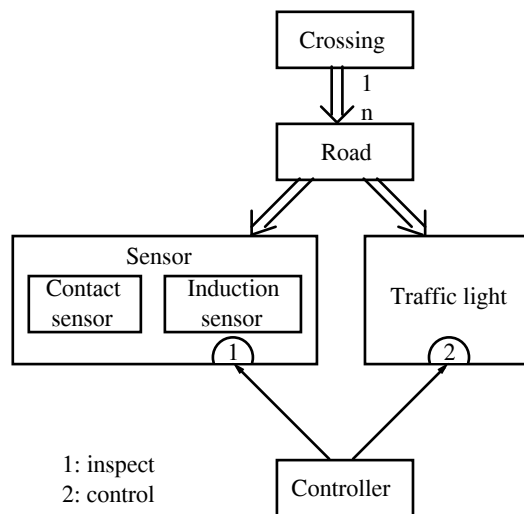 Crossing
1
n
Road
Sensor
Contact
sensor
Induction
sensor
Traffic light
1
2
1: inspect
2: control
Controller